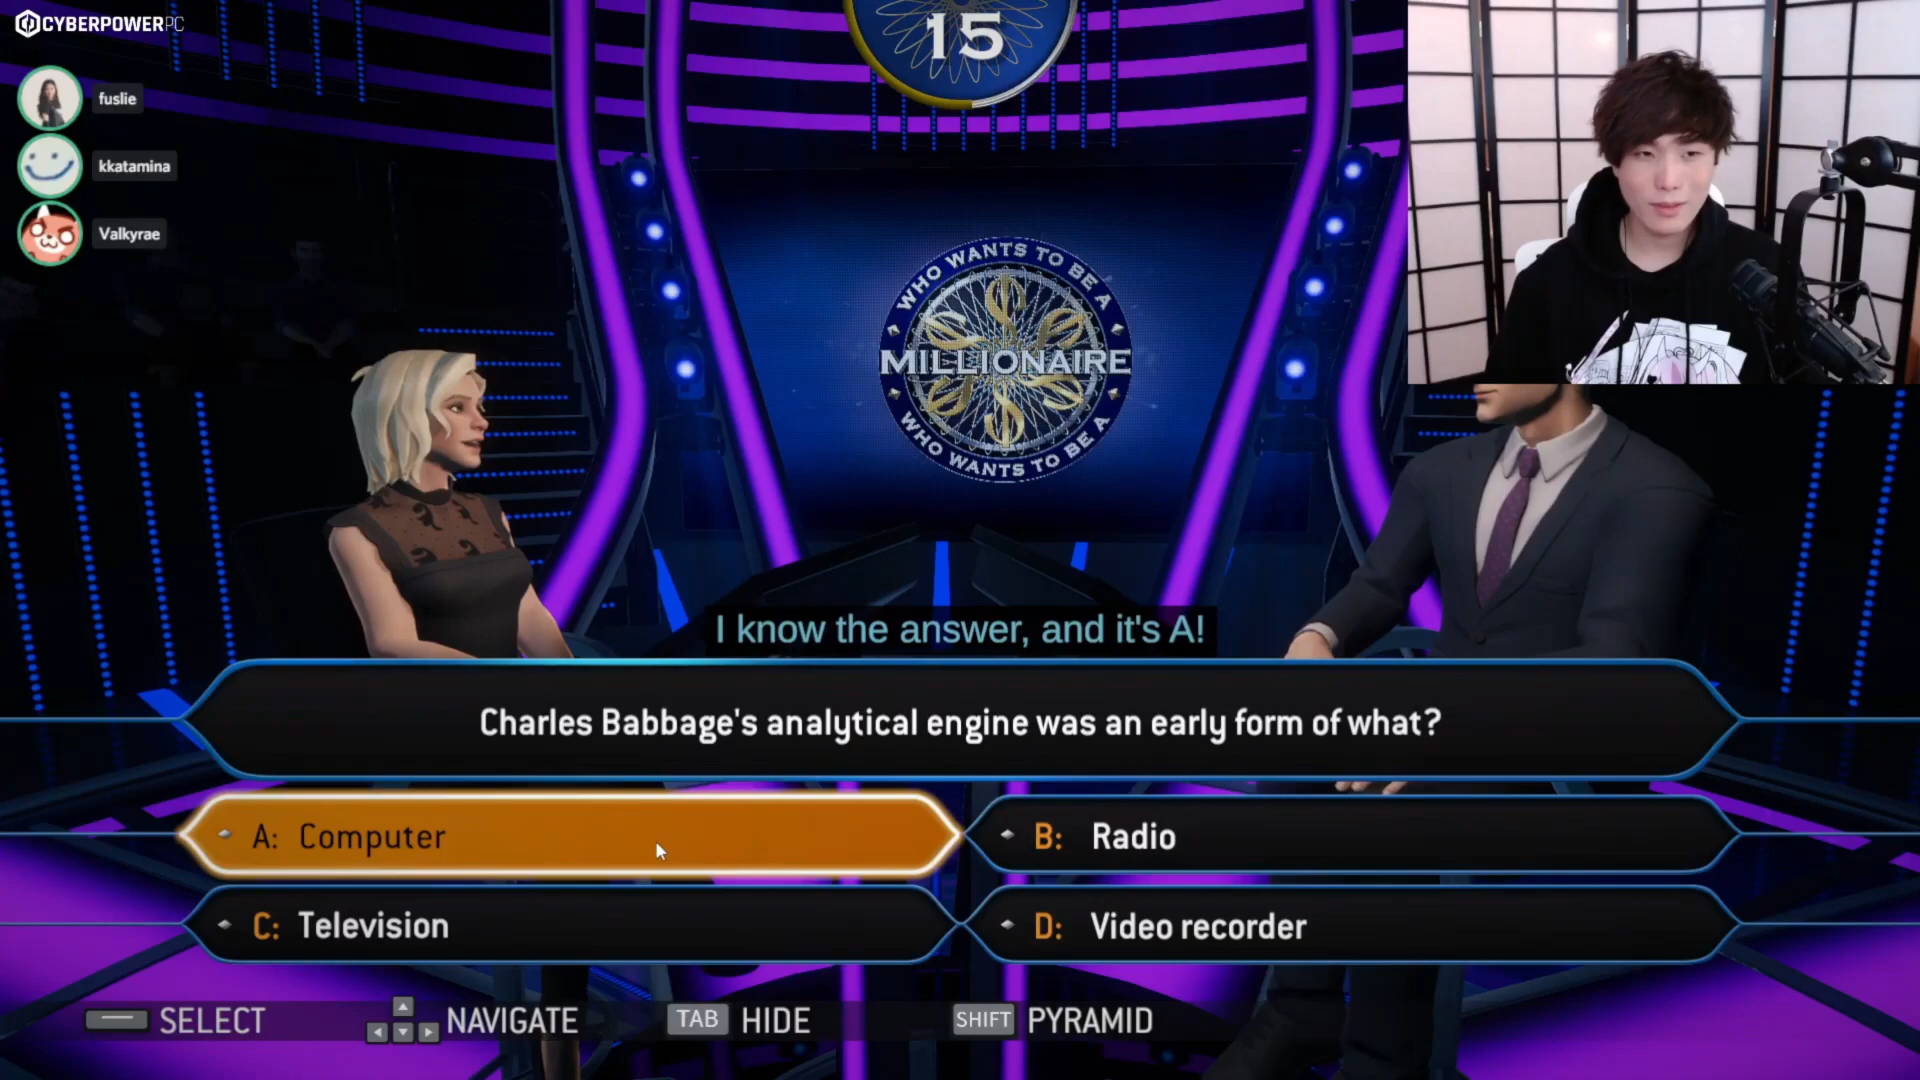 CYBERPOWERPC
fuslie
kkatamina
Valkyrae
15
WHO WANTS TO BE A
MILLIONAIRE
WHO WANTS TO BE A
I know the answer, and it's A!
Charles Babbage's analytical engine was an early form of what?
A: Computer
B: Radio
C: Television
D: Video recorder
SELECT
NAVIGATE
TAB HIDE
SHIFT PYRAMID